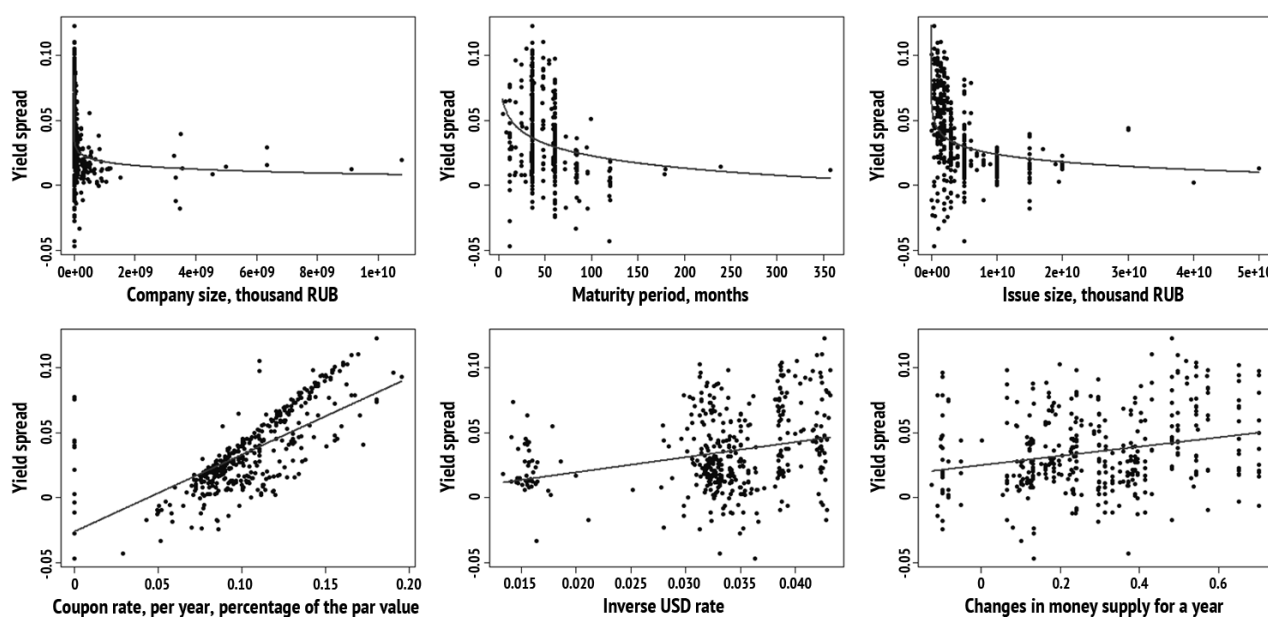 Yield spread
0.10
0.05
0
-0.05
0e+00 2e+09 4e+09 6e+09 8e+09 1e+10
Company size, thousand RUB
Yield spread
0.10
0.05
0
-0.05
0 50 100 150 200 250 300 350
Maturity period, months
Yield spread
0.10
0.05
0
-0.05
0e+00 1e+10 2e+10 3e+10 4e+10 5e+10
Issue size, thousand RUB
Yield spread
0.10
0.05
0
-0.05
0 0.05 0.10 0.15 0.20
Coupon rate, per year, percentage of the par value
Yield spread
0.10
0.05
0
-0.05
0.015 0.020 0.025 0.030 0.035 0.040
Inverse USD rate
Yield spread
0.10
0.05
0
-0.05
0 0.2 0.4 0.6
Changes in money supply for a year